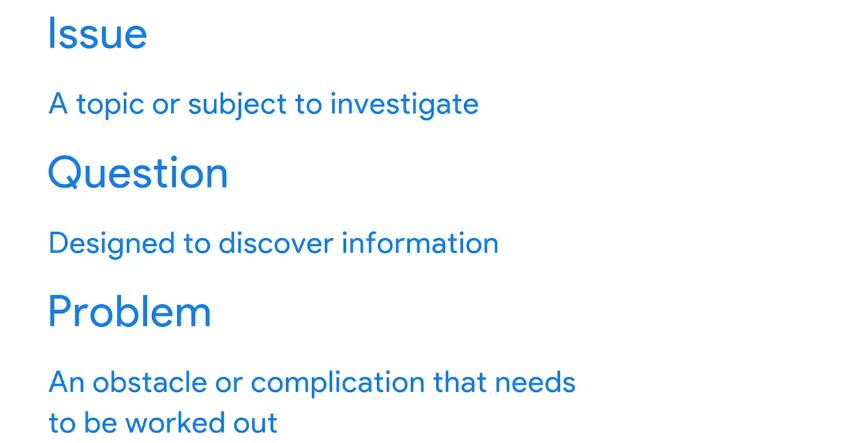 Issue
A topic or subject to investigate
Question
Designed to discover information
Problem
An obstacle or complication that needs
to be worked out